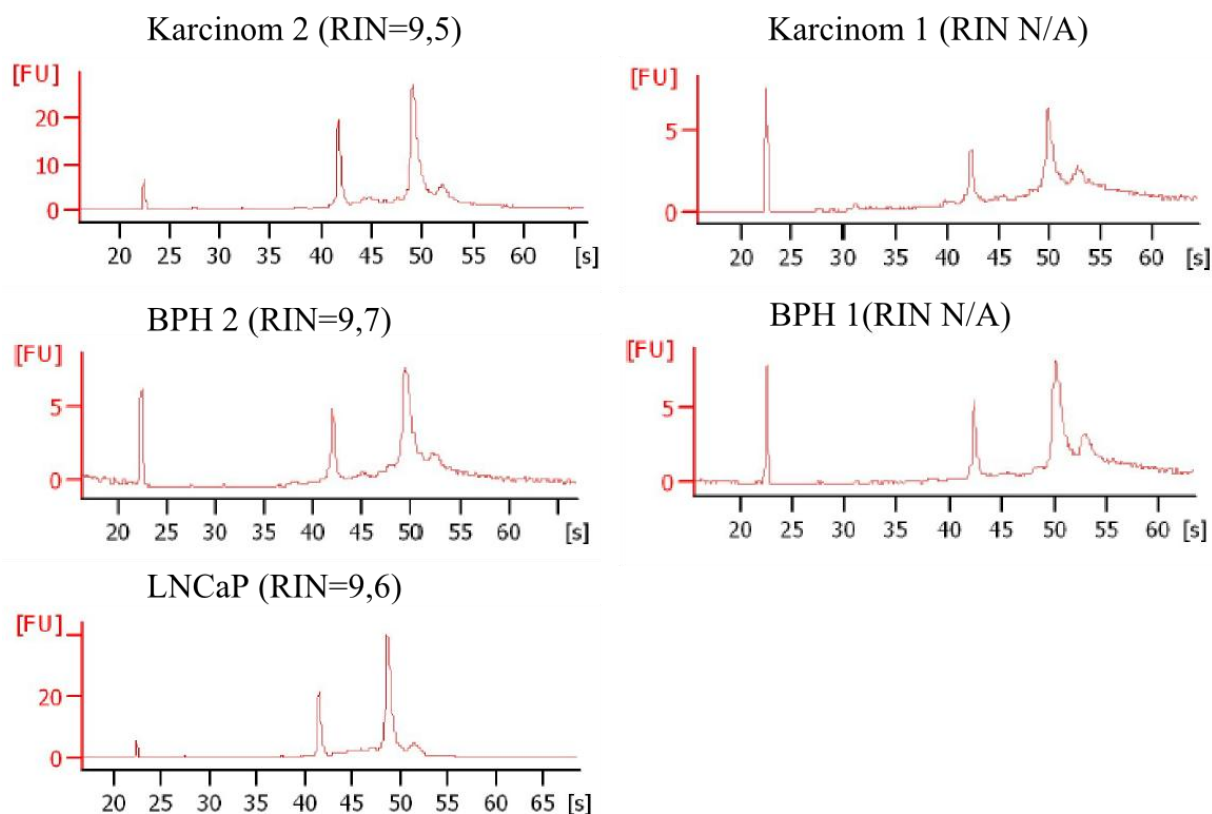 Karcinom 2 (RIN=9,5)
[FU]
20
10
0
20 25 30 35 40 45 50 55 60 [s]
Karcinom 1 (RIN N/A)
[FU]
5
0
20 25 30 35 40 45 50 55 60 [s]
BPH 2 (RIN=9,7)
[FU]
5
0
20 25 30 35 40 45 50 55 60 [s]
BPH 1(RIN N/A)
[FU]
5
0
20 25 30 35 40 45 50 55 60 [s]
LNCaP (RIN=9,6)
[FU]
20
0
20 25 30 35 40 45 50 55 60 65 [s]